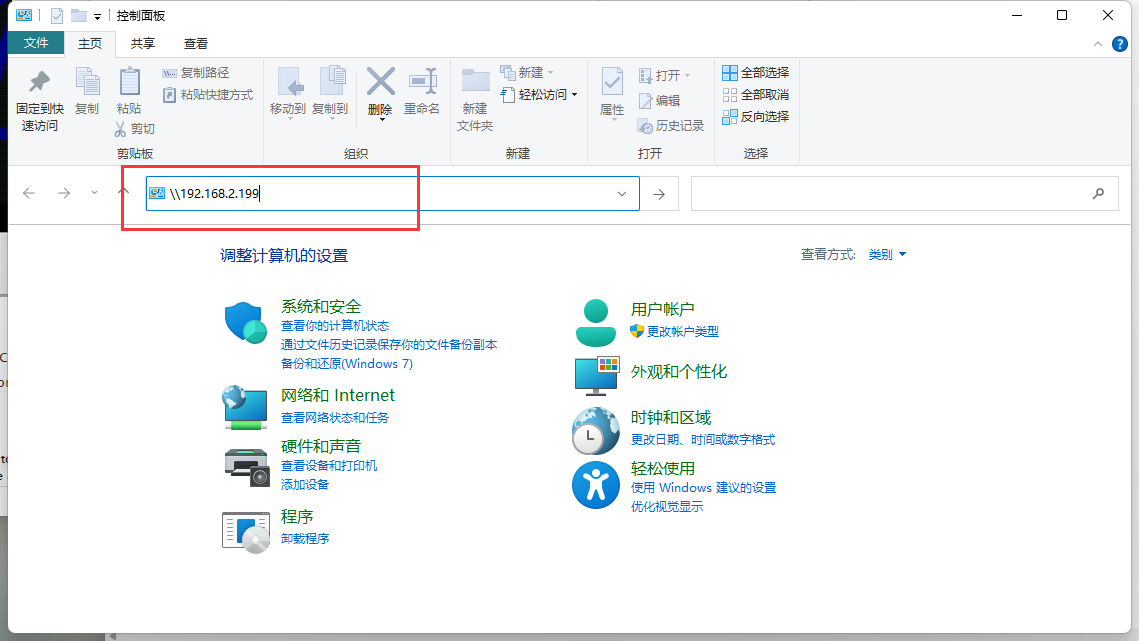 控制面板
文件 主页 共享 查看
固定到快
速访问
复制
粘贴
复制路径
粘贴快捷方式
剪切
剪贴板
移动到
复制到
删除
重命名
组织
新建
文件夹
新建
轻松访问
新建
属性
打开
编辑
历史记录
打开
全部选择
全部取消
反向选择
选择
\\192.168.2.199
调整计算机的设置
查看方式: 类别
系统和安全
查看你的计算机状态
通过文件历史记录保存你的文件备份副本
备份和还原(Windows 7)
网络和 Internet
查看网络状态和任务
硬件和声音
查看设备和打印机
添加设备
程序
卸载程序
用户帐户
更改帐户类型
外观和个性化
时钟和区域
更改日期、时间或数字格式
轻松使用
使用 Windows 建议的设置
优化视觉显示